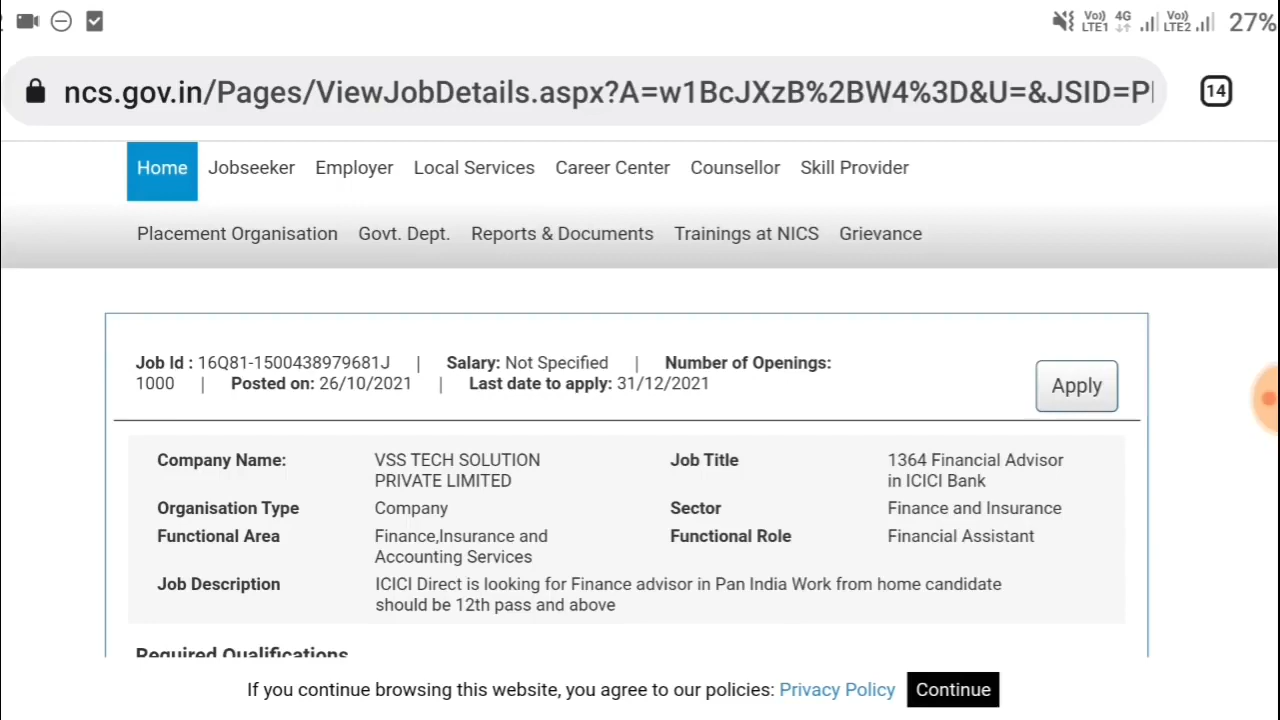 Vo)) 4G Vo)) 27%
LTE1 LTE2
ncs.gov.in/Pages/ViewJobDetails.aspx?A=w1BcJXzB%2BW4%3D&U=&JSID=P
14
Home Jobseeker Employer Local Services Career Center Counsellor Skill Provider
Placement Organisation Govt. Dept. Reports & Documents Trainings at NICS Grievance
Job Id : 16Q81-1500438979681J | Salary: Not Specified | Number of Openings:
1000 | Posted on: 26/10/2021 | Last date to apply: 31/12/2021
Apply
Company Name: VSS TECH SOLUTION Job Title 1364 Financial Advisor
PRIVATE LIMITED in ICICI Bank
Organisation Type Company Sector Finance and Insurance
Functional Area Finance,Insurance and Functional Role Financial Assistant
Accounting Services
Job Description ICICI Direct is looking for Finance advisor in Pan India Work from home candidate
should be 12th pass and above
Required Qualifications
If you continue browsing this website, you agree to our policies: Privacy Policy Continue